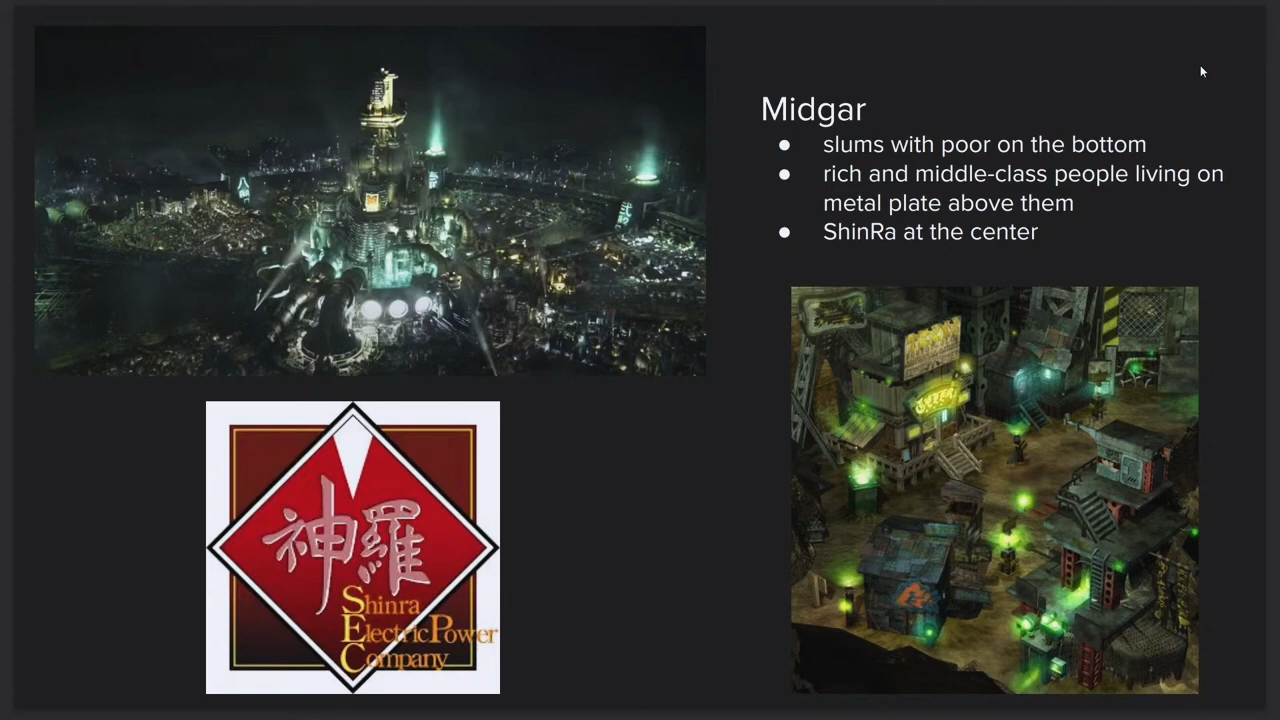 Midgar
● slums with poor on the bottom
● rich and middle-class people living on
metal plate above them
● ShinRa at the center
神羅
Shinra
Electric Power
Company